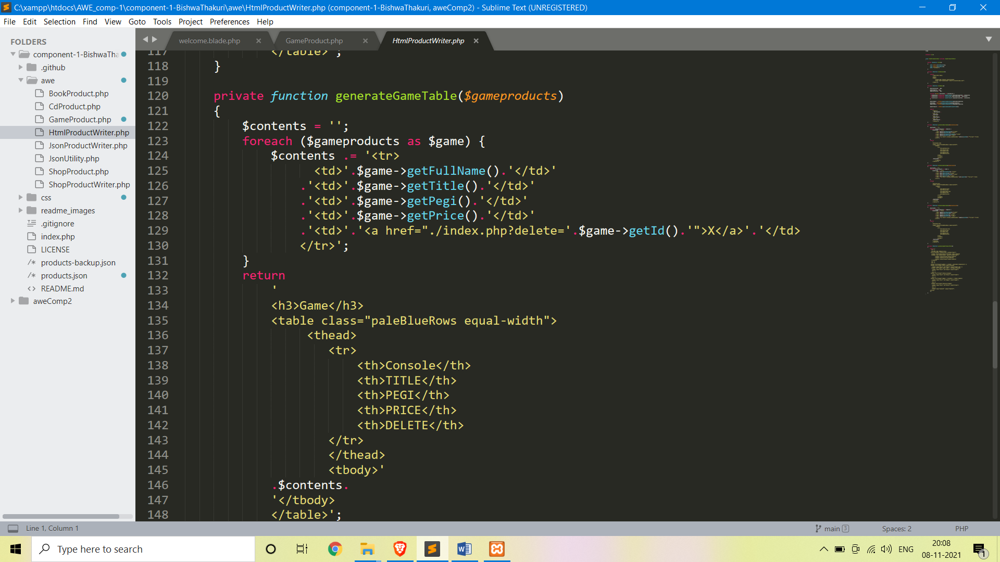 C:\xampp\htdocs\AWE_comp-1\component-1-BishwaThakuri\awe\HtmlProductWriter.php (component-1-BishwaThakuri, aweComp2) - Sublime Text (UNREGISTERED)
File Edit Selection Find View Goto Tools Project Preferences Help
FOLDERS
component-1-BishwaTha
.github
awe
BookProduct.php
CdProduct.php
GameProduct.php
HtmlProductWriter.php
JsonProductWriter.php
JsonUtility.php
ShopProduct.php
ShopProductWriter.php
css
readme_images
.gitignore
index.php
LICENSE
products-backup.json
products.json
README.md
aweComp2
welcome.blade.php GameProduct.php HtmlProductWriter.php
117 </table>';
118 }
119
120 private function generateGameTable($gameproducts)
121 {
122 $contents = '';
123 foreach ($gameproducts as $game) {
124 $contents .= '<tr>
125 <td>'.$game->getFullName().'</td>'
126 .'<td>'.$game->getTitle().'</td>'
127 .'<td>'.$game->getPegi().'</td>'
128 .'<td>'.$game->getPrice().'</td>'
129 .'<td>'.'<a href="./index.php?delete='.$game->getId().'">X</a>'.'</td>
130 </tr>';
131 }
132 return
133 '
134 <h3>Game</h3>
135 <table class="paleBlueRows equal-width">
136 <thead>
137 <tr>
138 <th>Console</th>
139 <th>TITLE</th>
140 <th>PEGI</th>
141 <th>PRICE</th>
142 <th>DELETE</th>
143 </tr>
144 </thead>
145 <tbody>'
146 .$contents.
147 '</tbody>
148 </table>';
Line 1, Column 1 main 3 Spaces: 2 PHP
Type here to search ENG 20:08
08-11-2021 1